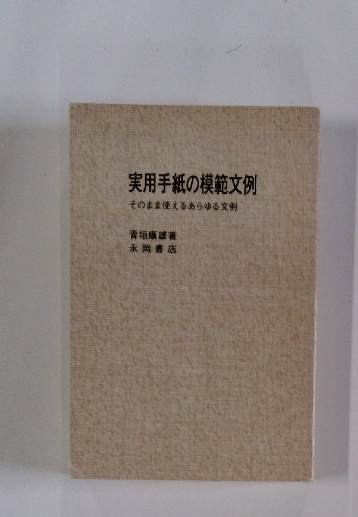 実用手紙の模範文例
そのまま使えるあらゆる文例
青垣康雄著
永岡書店